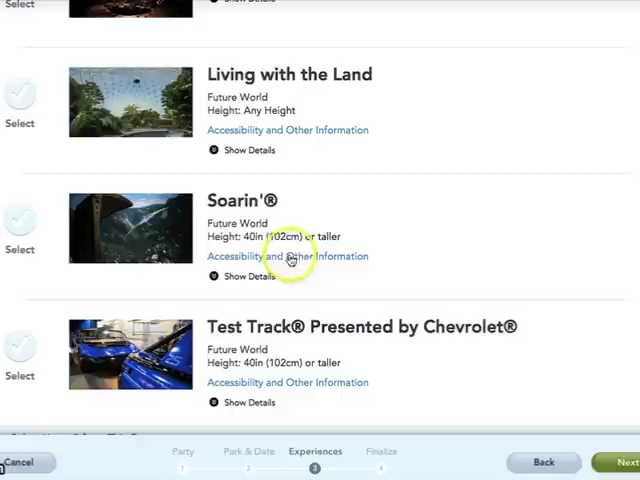 Select
Living with the Land
Future World
Height: Any Height
Accessibility and Other Information
Select
Show Details
Soarin'®
Future World
Height: 40in (102cm) or taller
Accessibility and Other Information
Select
Show Details
Test Track® Presented by Chevrolet®
Future World
Height: 40in (102cm) or taller
Accessibility and Other Information
Select
Show Details
Cancel
Party
Park & Date
Experiences
Finalize
1
2
3
4
Back
Next